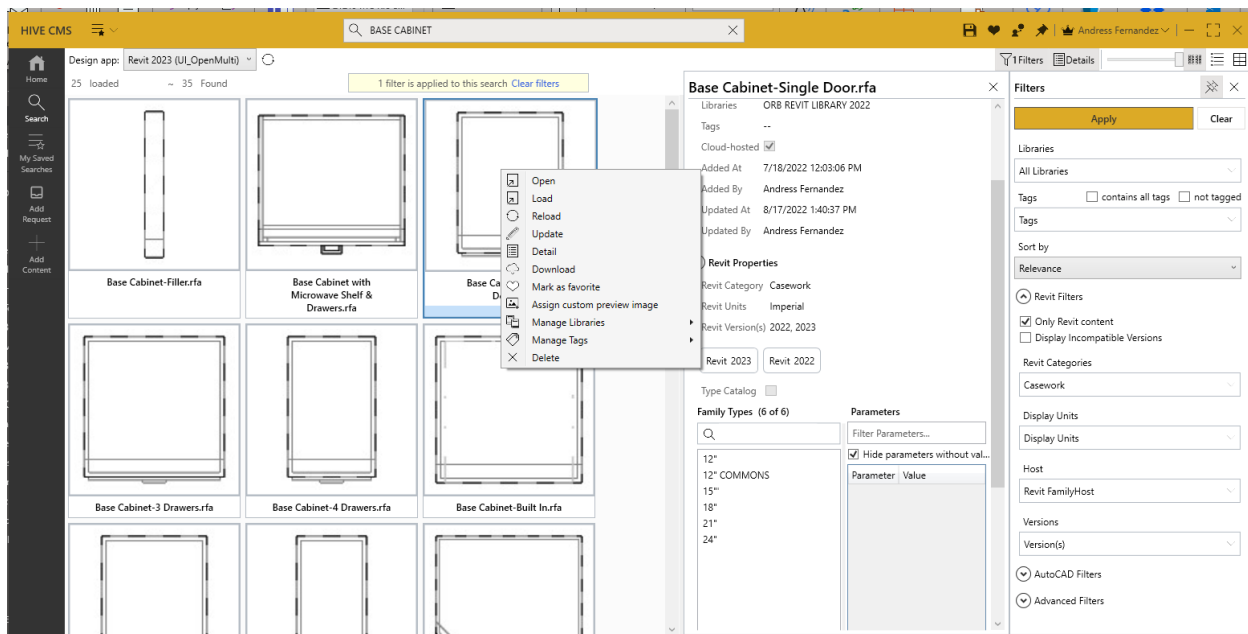 HIVE CMS
BASE CABINET
Andress Fernandez
Home
Search
My Saved
Searches
Add
Request
Add
Content
Design app:
Revit 2023 (UI_OpenMulti)
1 Filters
Details
25 loaded
~ 35 Found
1 filter is applied to this search Clear filters
Base Cabinet-Filler.rfa
Base Cabinet with
Microwave Shelf &
Drawers.rfa
Base Ca
D
Base Cabinet-3 Drawers.rfa
Base Cabinet-4 Drawers.rfa
Base Cabinet-Built In.rfa
Open
Load
Reload
Update
Detail
Download
Mark as favorite
Assign custom preview image
Manage Libraries
Manage Tags
Delete
Base Cabinet-Single Door.rfa
Libraries ORB REVIT LIBRARY 2022
Tags --
Cloud-hosted
Added At 7/18/2022 12:03:06 PM
Added By Andress Fernandez
Updated At 8/17/2022 1:40:37 PM
Updated By Andress Fernandez
Revit Properties
Revit Category Casework
Revit Units Imperial
Revit Version(s) 2022, 2023
Revit 2023
Revit 2022
Type Catalog
Family Types (6 of 6)
12"
12" COMMONS
15"'
18"
21"
24"
Parameters
Filter Parameters...
Hide parameters without val...
Parameter Value
Filters
Apply
Clear
Libraries
All Libraries
Tags
contains all tags
not tagged
Tags
Sort by
Relevance
Revit Filters
Only Revit content
Display Incompatible Versions
Revit Categories
Casework
Display Units
Display Units
Host
Revit FamilyHost
Versions
Version(s)
AutoCAD Filters
Advanced Filters